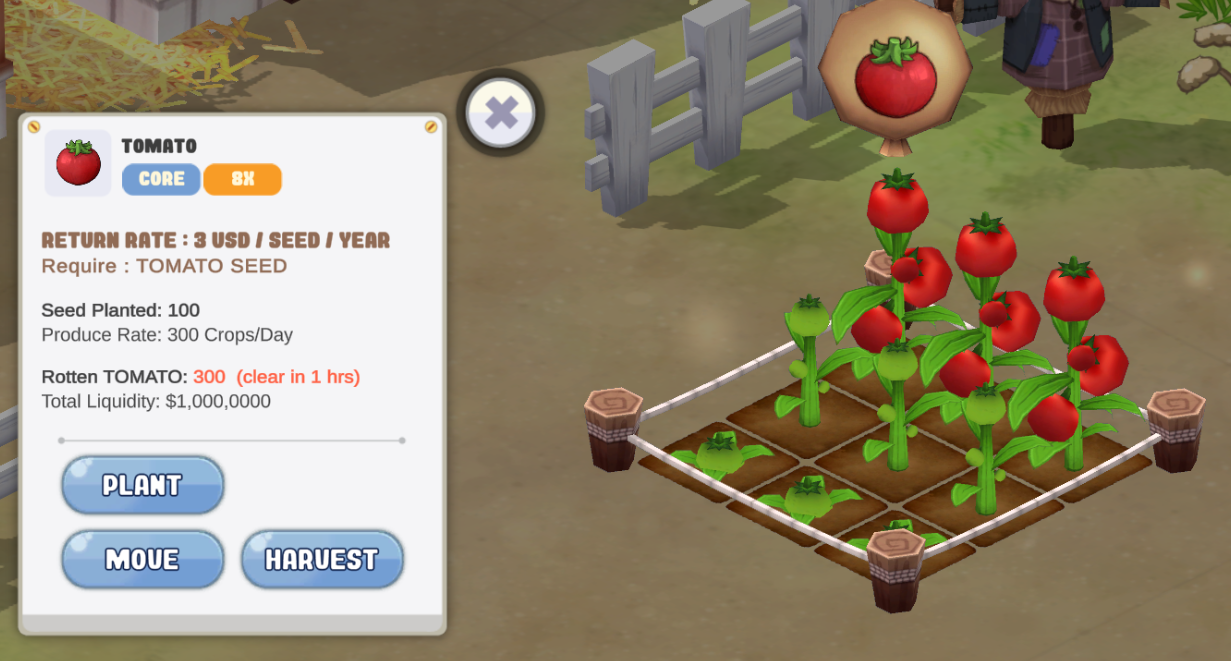 TOMATO
CORE 8X
RETURN RATE : 3 USD / SEED / YEAR
Require : TOMATO SEED
Seed Planted: 100
Produce Rate: 300 Crops/Day
Rotten TOMATO: 300 (clear in 1 hrs)
Total Liquidity: $1,000,0000
PLANT
MOVE HARVEST